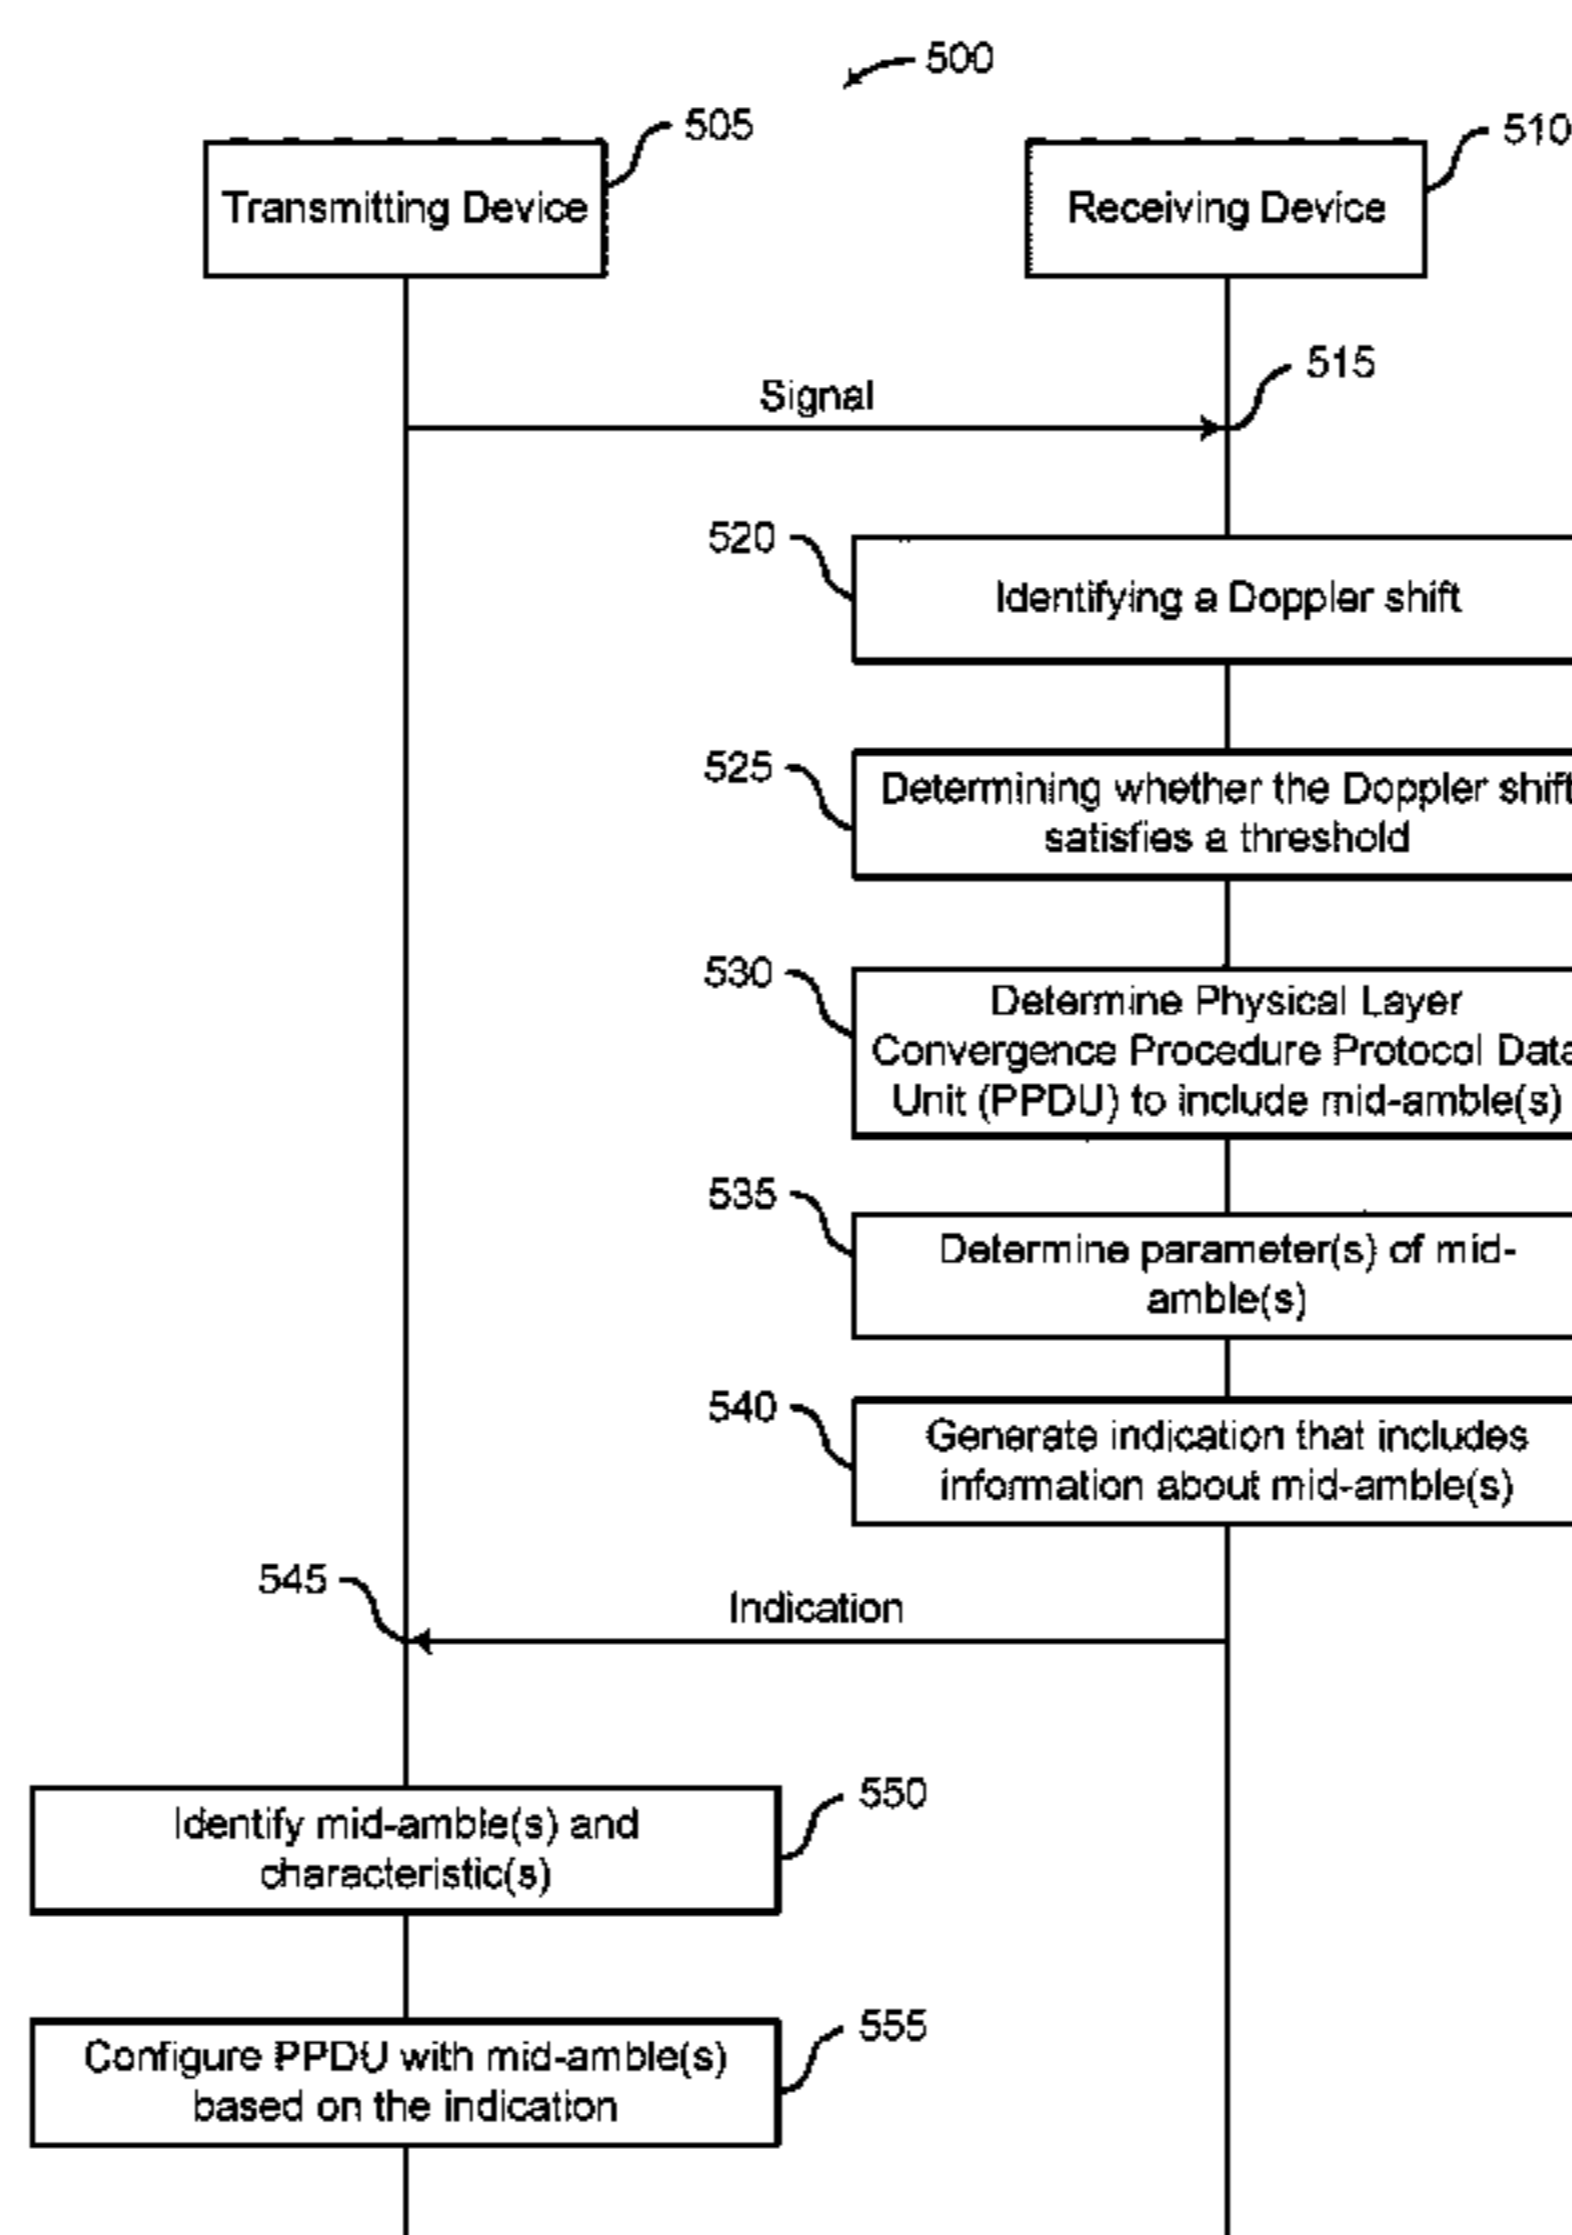 500
505
510
Transmitting Device
Receiving Device
515
Signal
520
Identifying a Doppler shift
525
Determining whether the Doppler shift
satisfies a threshold
530
Determine Physical Layer
Convergence Procedure Protocol Data
Unit (PPDU) to include mid-amble(s)
535
Determine parameter(s) of mid-
amble(s)
540
Generate indication that includes
information about mid-amble(s)
545
Indication
550
Identify mid-amble(s) and
characteristic(s)
555
Configure PPDU with mid-amble(s)
based on the indication